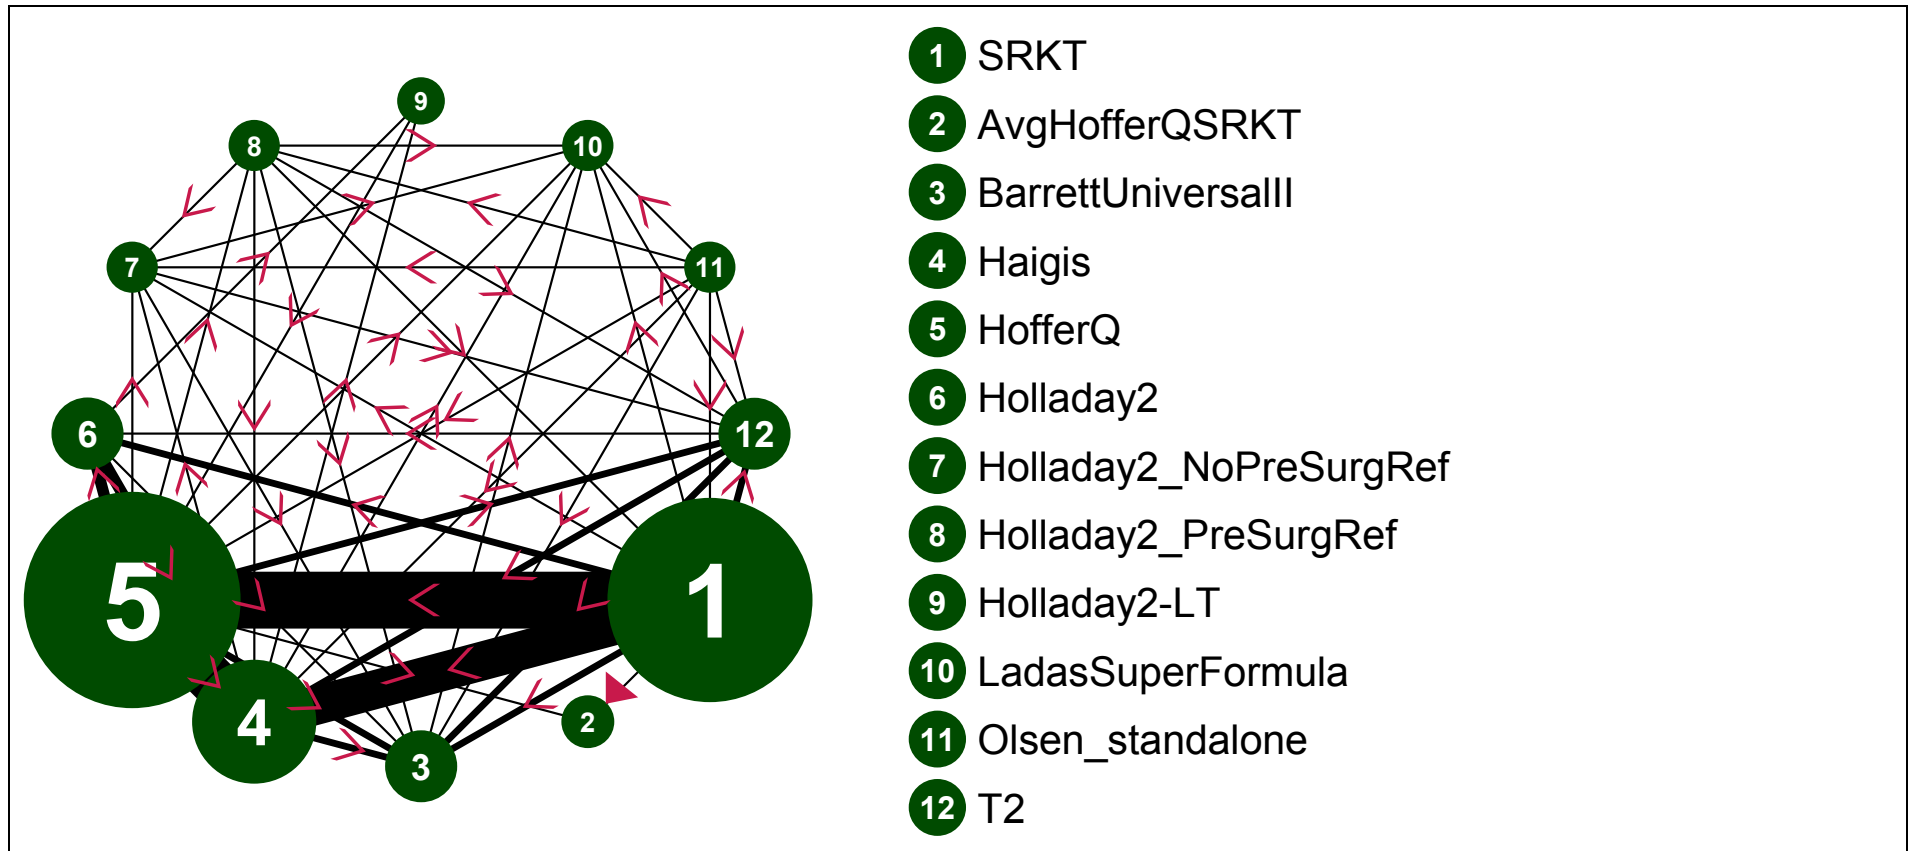 9
8
10
7
11
6
12
5
1
4
2
3
1 SRKT
2 AvgHofferQSRKT
3 BarrettUniversalII
4 Haigis
5 HofferQ
6 Holladay2
7 Holladay2_NoPreSurgRef
8 Holladay2_PreSurgRef
9 Holladay2-LT
10 LadasSuperFormula
11 Olsen_standalone
12 T2